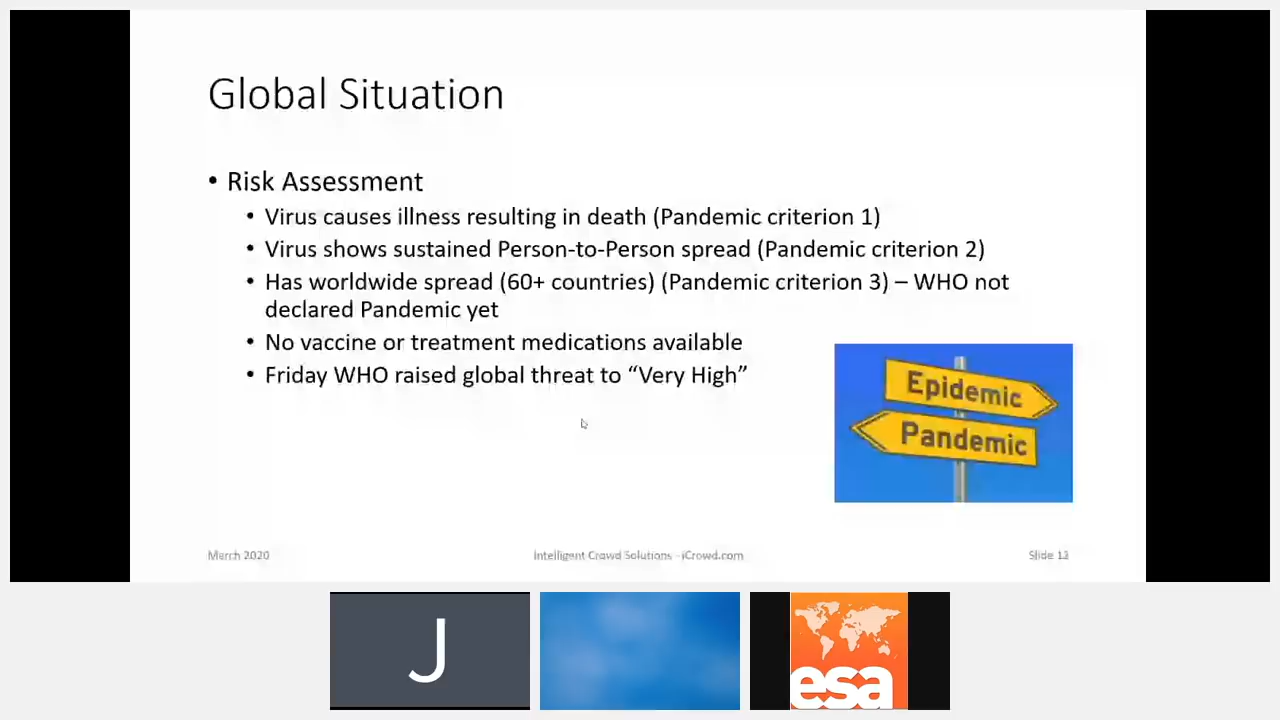 Global Situation
• Risk Assessment
• Virus causes illness resulting in death (Pandemic criterion 1)
• Virus shows sustained Person-to-Person spread (Pandemic criterion 2)
• Has worldwide spread (60+ countries) (Pandemic criterion 3) – WHO not
declared Pandemic yet
• No vaccine or treatment medications available
• Friday WHO raised global threat to “Very High”
Epidemic
Pandemic
March 2020
Intelligent Crowd Solutions - iCrowd.com
Slide 13
J
esa